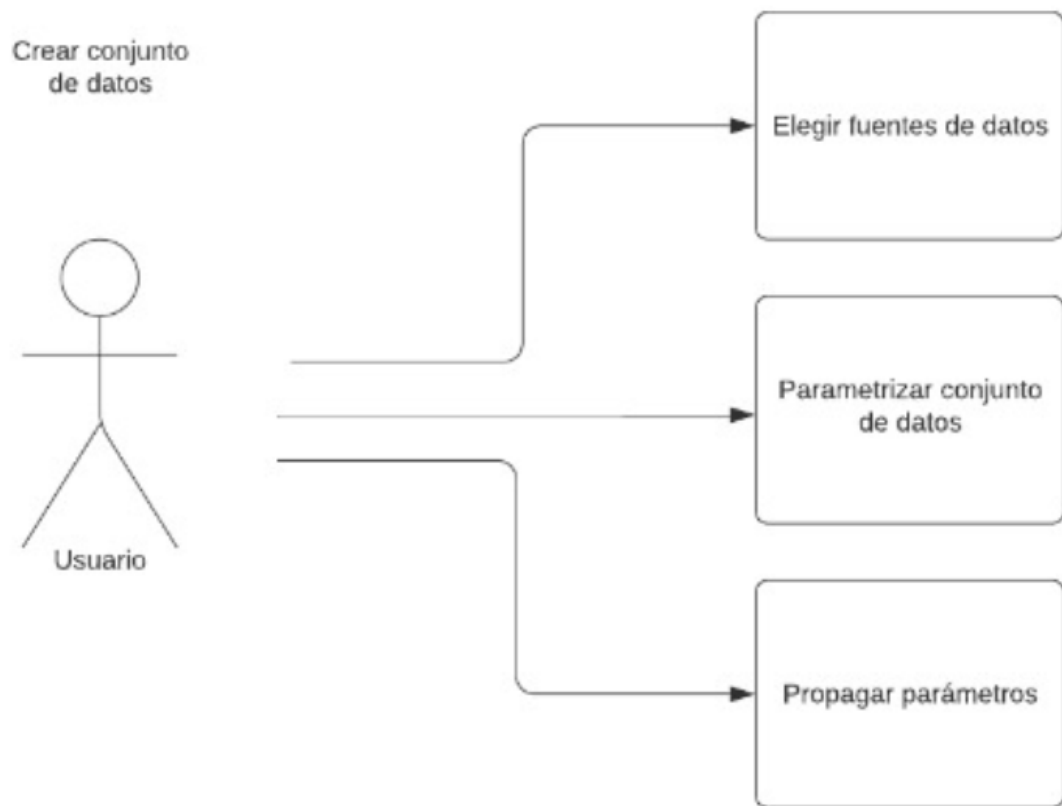 Crear conjunto
de datos
Elegir fuentes de datos
Parametrizar conjunto
de datos
Usuario
Propagar parámetros